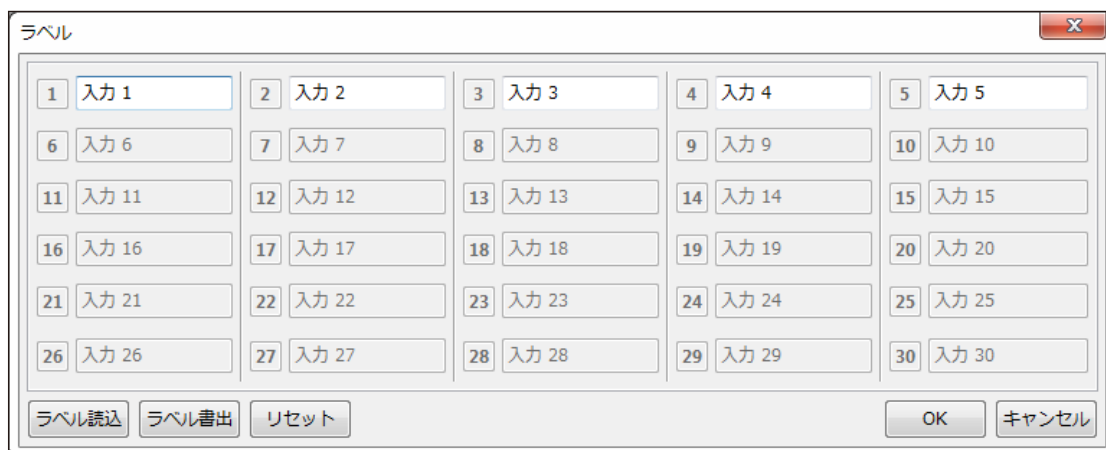 ラベル
1 入力 1 2 入力 2 3 入力 3 4 入力 4 5 入力 5
6 入力 6 7 入力 7 8 入力 8 9 入力 9 10 入力 10
11 入力 11 12 入力 12 13 入力 13 14 入力 14 15 入力 15
16 入力 16 17 入力 17 18 入力 18 19 入力 19 20 入力 20
21 入力 21 22 入力 22 23 入力 23 24 入力 24 25 入力 25
26 入力 26 27 入力 27 28 入力 28 29 入力 29 30 入力 30
ラベル読込 ラベル書出 リセット OK キャンセル